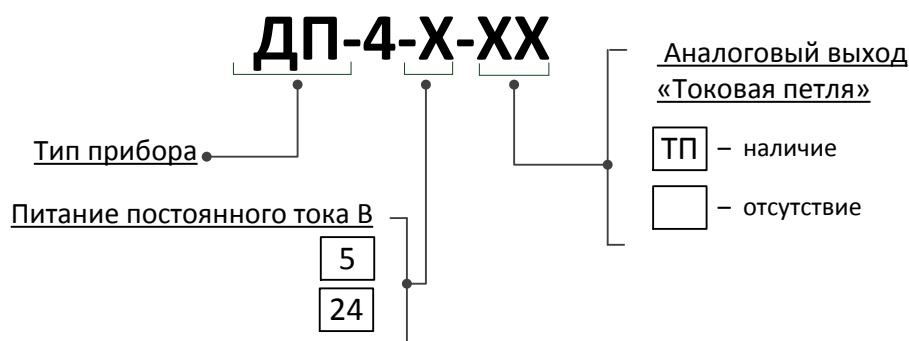 ДП-4-Х-ХХ
Аналоговый выход
«Токовая петля»
ТП – наличие
– отсутствие
Тип прибора
Питание постоянного тока В
5
24